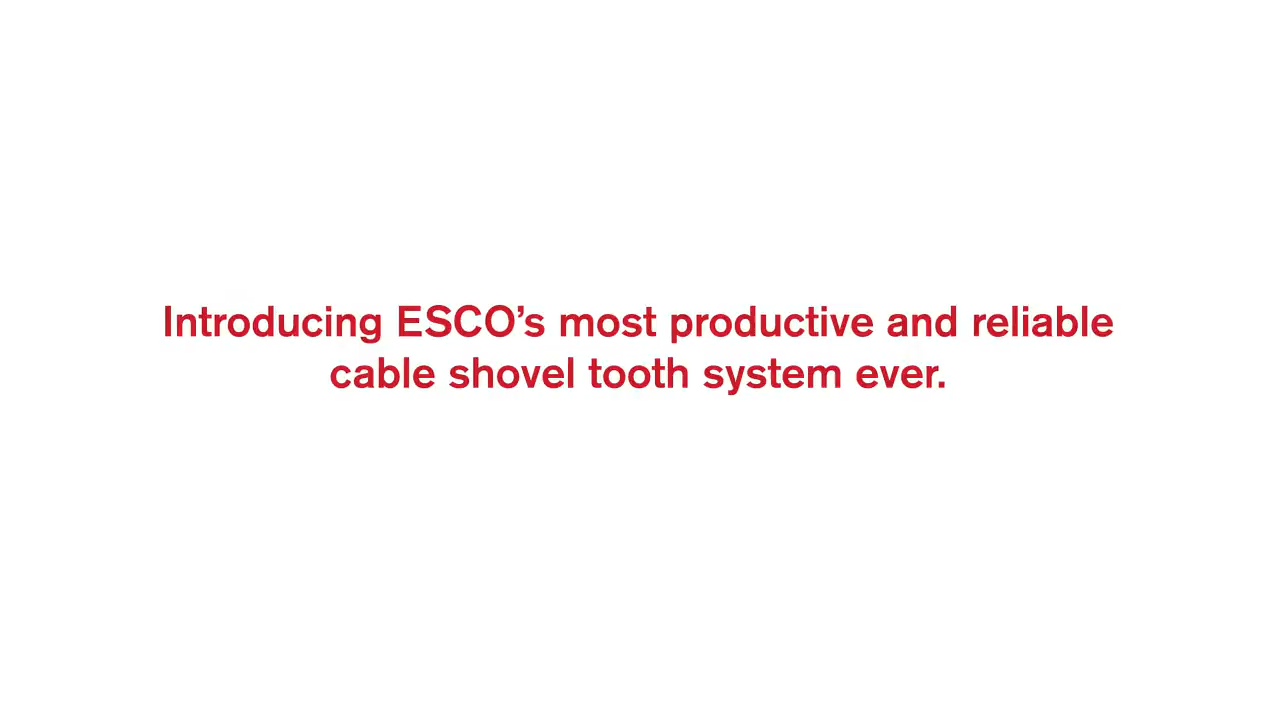 Introducing ESCO’s most productive and reliable
cable shovel tooth system ever.